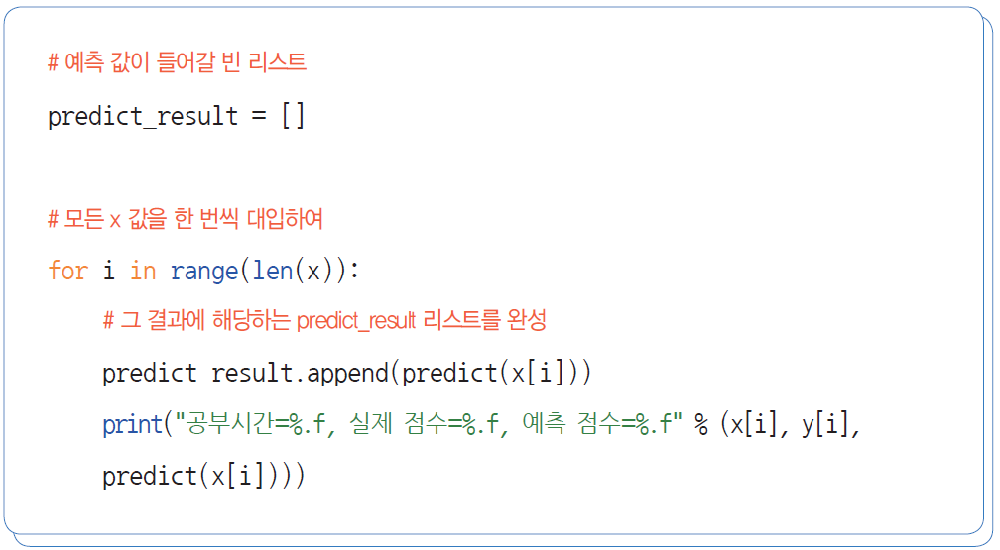 # 예측 값이 들어갈 빈 리스트
predict_result = []
# 모든 x 값을 한 번씩 대입하여
for i in range(len(x)):
# 그 결과에 해당하는 predict_result 리스트를 완성
predict_result.append(predict(x[i]))
print("공부시간=%.f, 실제 점수=%.f, 예측 점수=%.f" % (x[i], y[i],
predict(x[i])))